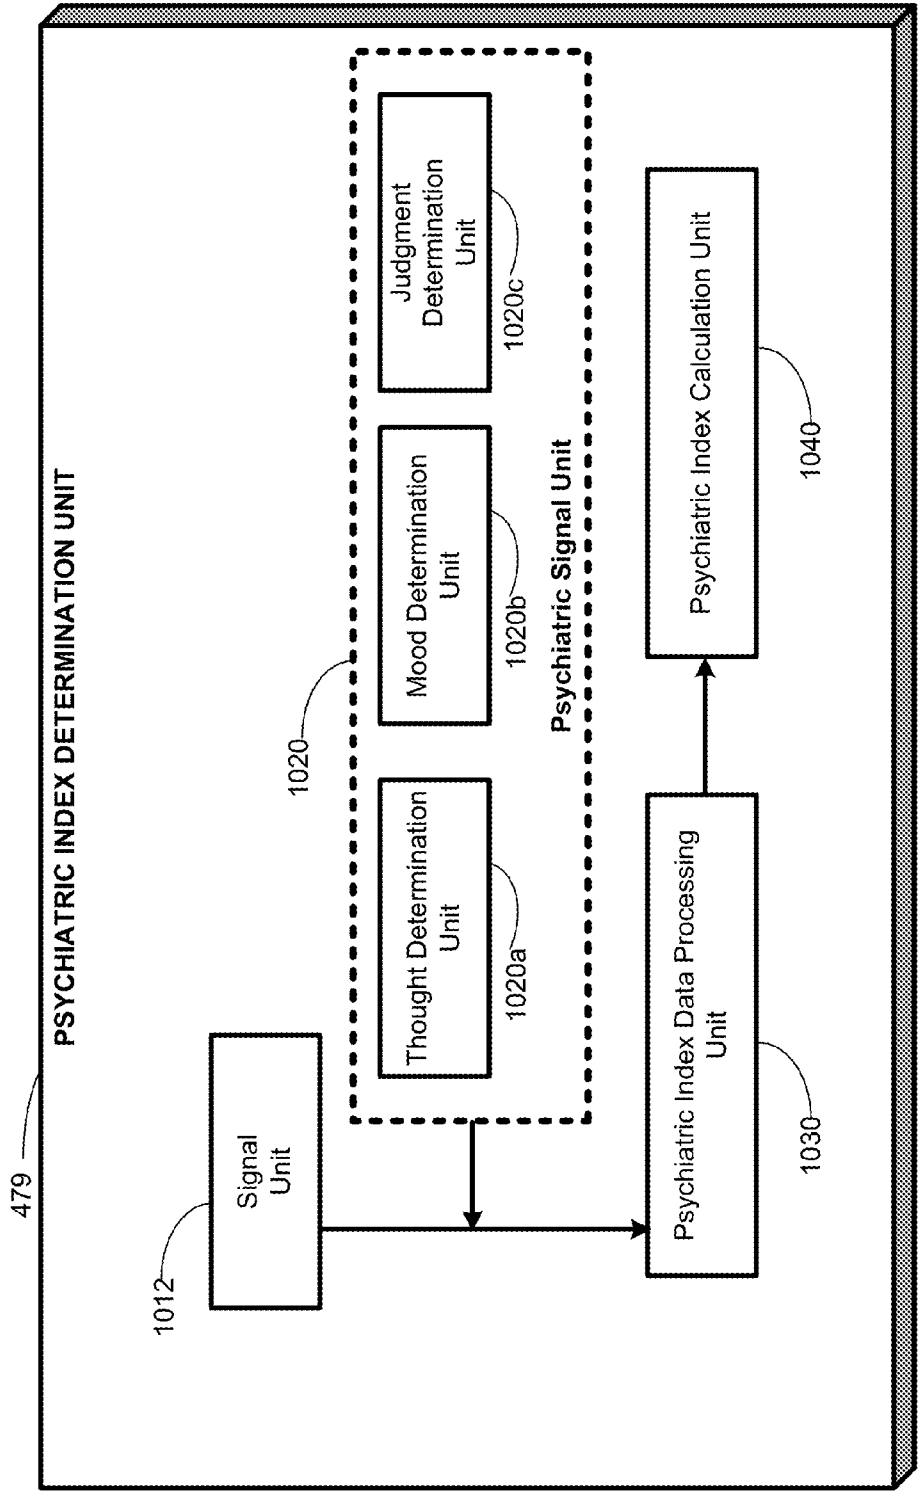 479
PSYCHIATRIC INDEX DETERMINATION UNIT
1012
Signal
Unit
1020
Thought Determination
Unit
1020a
Mood Determination
Unit
1020b
Judgment
Determination
Unit
1020c
Psychiatric Signal Unit
Psychiatric Index Data Processing
Unit
1030
Psychiatric Index Calculation Unit
1040